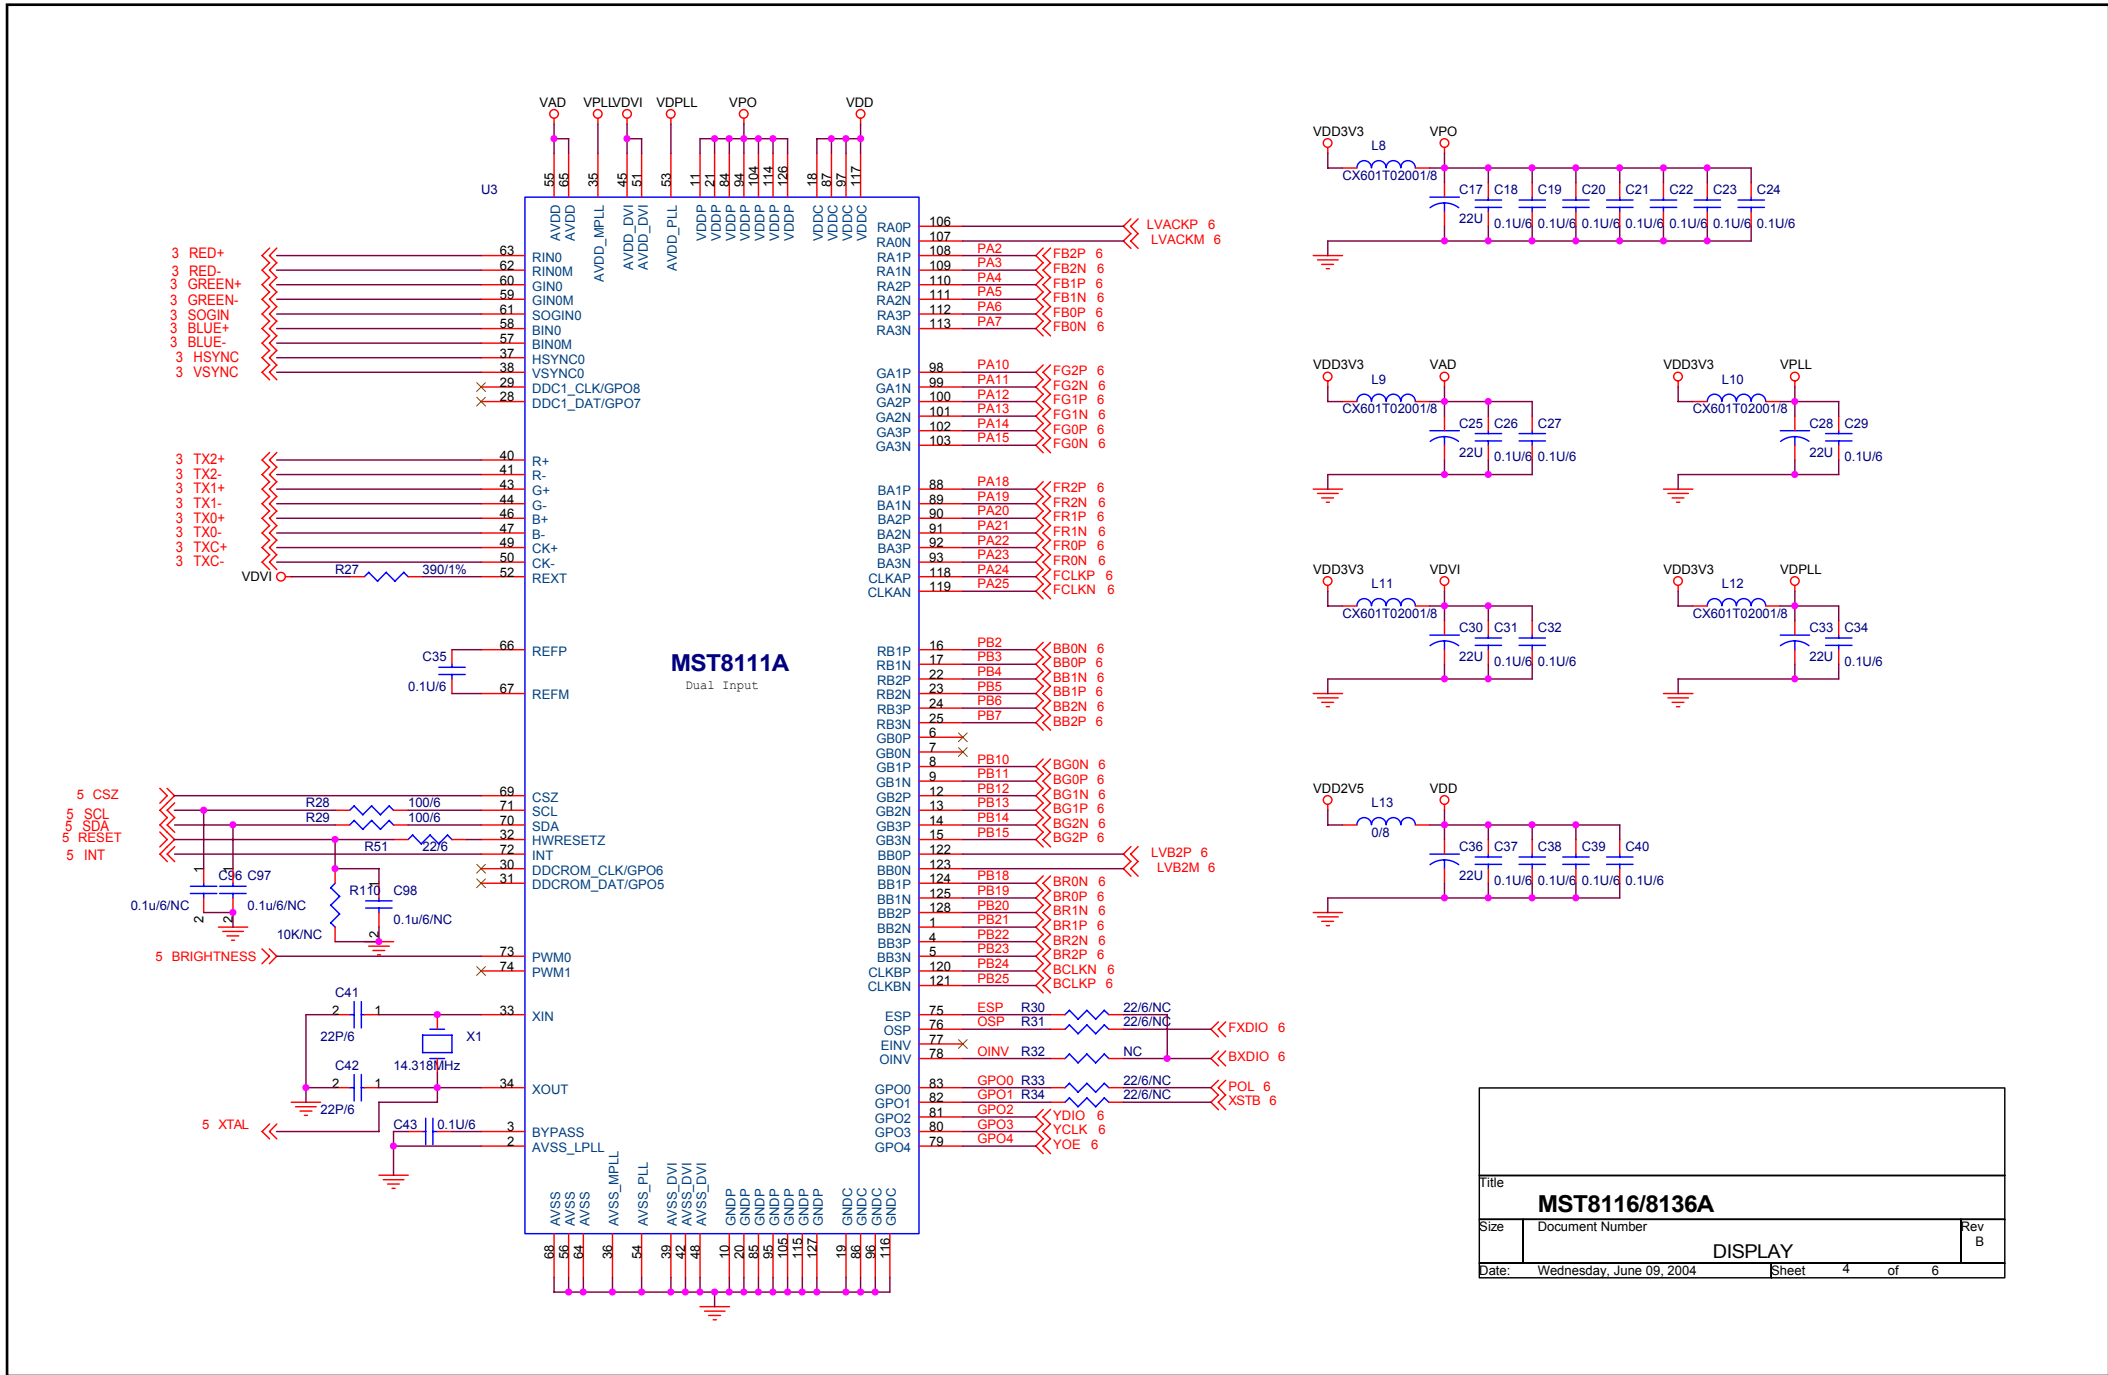 VAD VPLL VDVI VDPLL VPO VDD
U3
55 65 35 45 51 53 11 21 84 94 104 114 126 18 87 97 117
AVDD AVDD AVDD_MPLL AVDD_DVI AVDD_DVI AVDD_PLL VDDP VDDP VDDP VDDP VDDP VDDP VDDP VDDC VDDC VDDC VDDC
3 RED+ 63 RIN0
3 RED- 62 RIN0M
3 GREEN+ 60 GIN0
3 GREEN- 59 GIN0M
3 SOGIN 61 SOGIN0
3 BLUE+ 58 BIN0
3 BLUE- 57 BIN0M
3 HSYNC 37 HSYNC0
3 VSYNC 38 VSYNC0
29 DDC1_CLK/GPO8
28 DDC1_DAT/GPO7
3 TX2+ 40 R+
3 TX2- 41 R-
3 TX1+ 43 G+
3 TX1- 44 G-
3 TX0+ 46 B+
3 TX0- 47 B-
3 TXC+ 49 CK+
3 TXC- 50 CK-
VDVI R27 390/1% 52 REXT
66 REFP
C35
0.1U/6
67 REFM
MST8111A
Dual Input
5 CSZ 69 CSZ
5 SCL R28 100/6 71 SCL
5 SDA R29 100/6 70 SDA
5 RESET R51 22/6 32 HWRESETZ
5 INT 72 INT
30 DDCROM_CLK/GPO6
31 DDCROM_DAT/GPO5
1 C96 C97 R110 1 C98
0.1u/6/NC 0.1u/6/NC 0.1u/6/NC
2 2 10K/NC 2
5 BRIGHTNESS 73 PWM0
74 PWM1
C41
2 1 33 XIN
22P/6 X1
14.318MHz
C42
2 1 34 XOUT
22P/6
5 XTAL
C43 0.1U/6 3 BYPASS
2 AVSS_LPLL
AVSS AVSS AVSS AVSS_MPLL AVSS_PLL AVSS_DVI AVSS_DVI AVSS_DVI GNDP GNDP GNDP GNDP GNDP GNDP GNDP GNDC GNDC GNDC GNDC
68 56 64 36 54 39 42 48 10 20 85 95 105 115 127 19 86 96 116
RA0P 106 LVACKP 6
RA0N 107 LVACKM 6
RA1P 108 PA2 FB2P 6
RA1N 109 PA3 FB2N 6
RA2P 110 PA4 FB1P 6
RA2N 111 PA5 FB1N 6
RA3P 112 PA6 FB0P 6
RA3N 113 PA7 FB0N 6
GA1P 98 PA10 FG2P 6
GA1N 99 PA11 FG2N 6
GA2P 100 PA12 FG1P 6
GA2N 101 PA13 FG1N 6
GA3P 102 PA14 FG0P 6
GA3N 103 PA15 FG0N 6
BA1P 88 PA18 FR2P 6
BA1N 89 PA19 FR2N 6
BA2P 90 PA20 FR1P 6
BA2N 91 PA21 FR1N 6
BA3P 92 PA22 FR0P 6
BA3N 93 PA23 FR0N 6
CLKAP 118 PA24 FCLKP 6
CLKAN 119 PA25 FCLKN 6
RB1P 16 PB2 BB0N 6
RB1N 17 PB3 BB0P 6
RB2P 22 PB4 BB1N 6
RB2N 23 PB5 BB1P 6
RB3P 24 PB6 BB2N 6
RB3N 25 PB7 BB2P 6
GB0P 6
GB0N 7
GB1P 8 PB10 BG0N 6
GB1N 9 PB11 BG0P 6
GB2P 12 PB12 BG1N 6
GB2N 13 PB13 BG1P 6
GB3P 14 PB14 BG2N 6
GB3N 15 PB15 BG2P 6
BB0P 122 LVB2P 6
BB0N 123 LVB2M 6
BB1P 124 PB18 BR0N 6
BB1N 125 PB19 BR0P 6
BB2P 128 PB20 BR1N 6
BB2N 1 PB21 BR1P 6
BB3P 4 PB22 BR2N 6
BB3N 5 PB23 BR2P 6
CLKBP 120 PB24 BCLKN 6
CLKBN 121 PB25 BCLKP 6
ESP 75 ESP R30 22/6/NC
OSP 76 OSP R31 22/6/NC FXDIO 6
EINV 77
OINV 78 OINV R32 NC BXDIO 6
GPO0 83 GPO0 R33 22/6/NC POL 6
GPO1 82 GPO1 R34 22/6/NC XSTB 6
GPO2 81 GPO2 YDIO 6
GPO3 80 GPO3 YCLK 6
GPO4 79 GPO4 YOE 6
VDD3V3 VPO
L8
CX601T02001/8
C17 C18 C19 C20 C21 C22 C23 C24
22U 0.1U/6 0.1U/6 0.1U/6 0.1U/6 0.1U/6 0.1U/6 0.1U/6
VDD3V3 VAD
L9
CX601T02001/8
C25 C26 C27
22U 0.1U/6 0.1U/6
VDD3V3 VPLL
L10
CX601T02001/8
C28 C29
22U 0.1U/6
VDD3V3 VDVI
L11
CX601T02001/8
C30 C31 C32
22U 0.1U/6 0.1U/6
VDD3V3 VDPLL
L12
CX601T02001/8
C33 C34
22U 0.1U/6
VDD2V5 VDD
L13
0/8
C36 C37 C38 C39 C40
22U 0.1U/6 0.1U/6 0.1U/6 0.1U/6
Title
MST8116/8136A
Size Document Number Rev
DISPLAY B
Date: Wednesday, June 09, 2004 Sheet 4 of 6